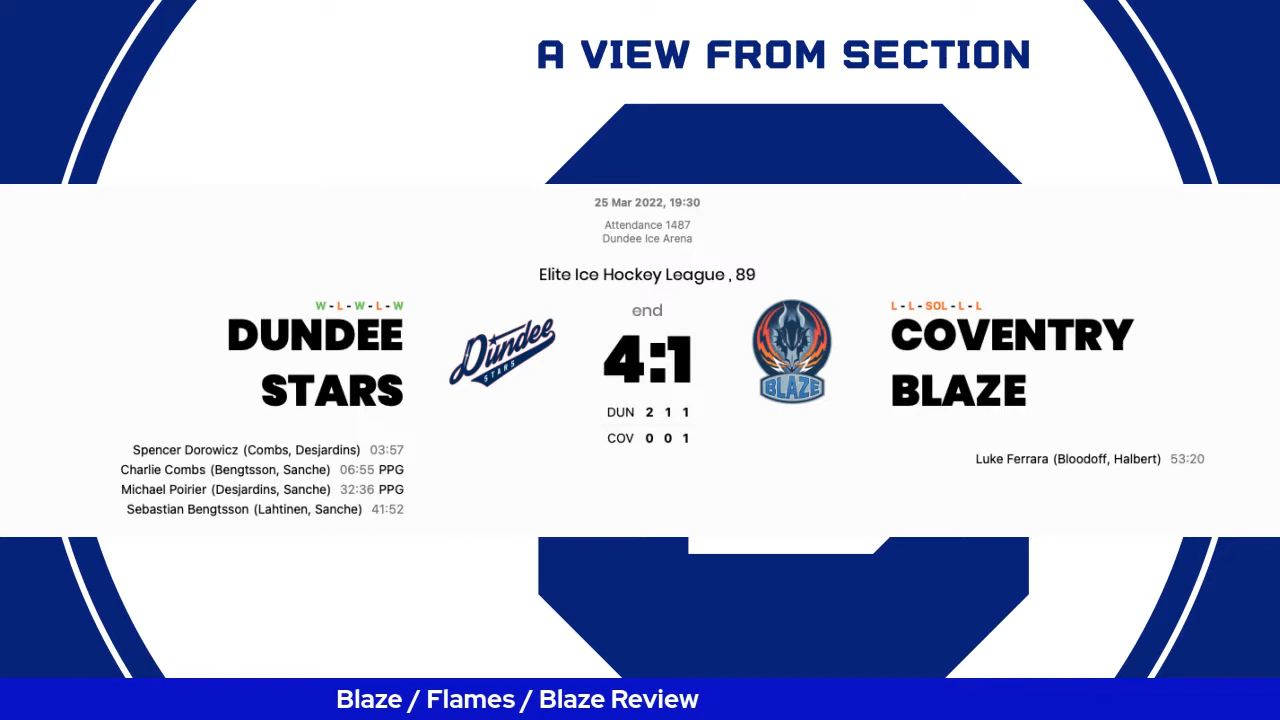 A VIEW FROM SECTION
25 Mar 2022, 19:30
Attendance 1487
Dundee Ice Arena
Elite Ice Hockey League , 89
W - L - W - L - W
DUNDEE
STARS
Dundee
STARS
end
4:1
DUN 2 1 1
COV 0 0 1
BLAZE
L - L - SOL - L - L
COVENTRY
BLAZE
Spencer Dorowicz (Combs, Desjardins) 03:57
Charlie Combs (Bengtsson, Sanche) 06:55 PPG
Michael Poirier (Desjardins, Sanche) 32:36 PPG
Sebastian Bengtsson (Lahtinen, Sanche) 41:52
Luke Ferrara (Bloodoff, Halbert) 53:20
Blaze / Flames / Blaze Review